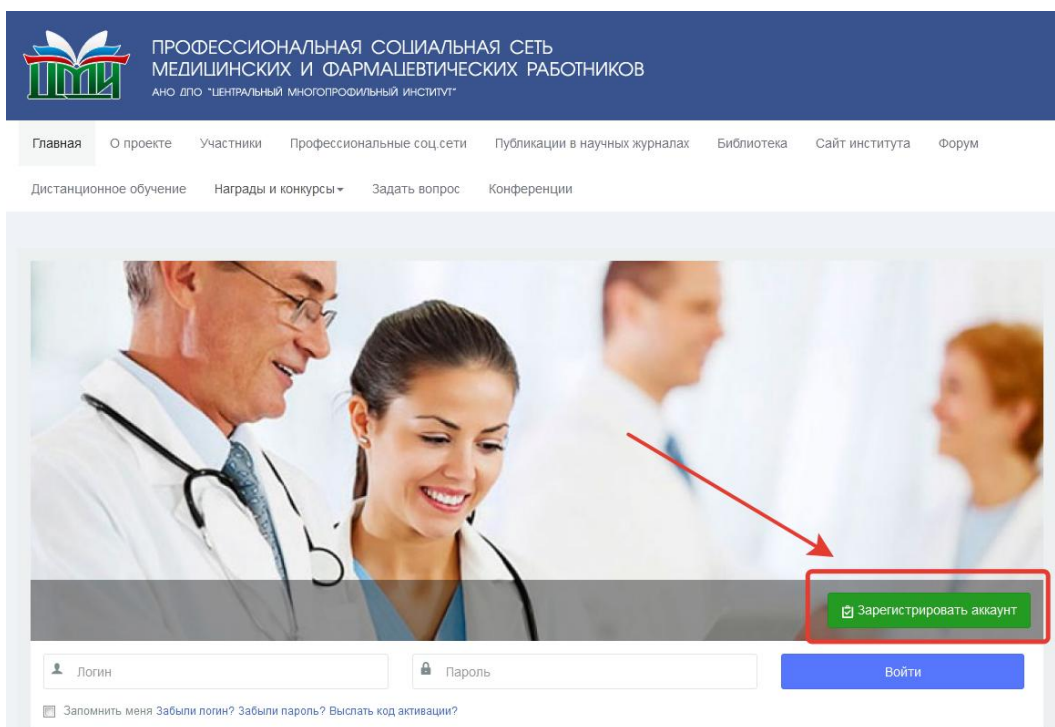 ЦМИ
ПРОФЕССИОНАЛЬНАЯ СОЦИАЛЬНАЯ СЕТЬ
МЕДИЦИНСКИХ И ФАРМАЦЕВТИЧЕСКИХ РАБОТНИКОВ
АНО ДПО "ЦЕНТРАЛЬНЫЙ МНОГОПРОФИЛЬНЫЙ ИНСТИТУТ"
Главная О проекте Участники Профессиональные соц.сети Публикации в научных журналах Библиотека Сайт института Форум
Дистанционное обучение Награды и конкурсы Задать вопрос Конференции
Зарегистрировать аккаунт
Логин Пароль Войти
Запомнить меня Забыли логин? Забыли пароль? Выслать код активации?